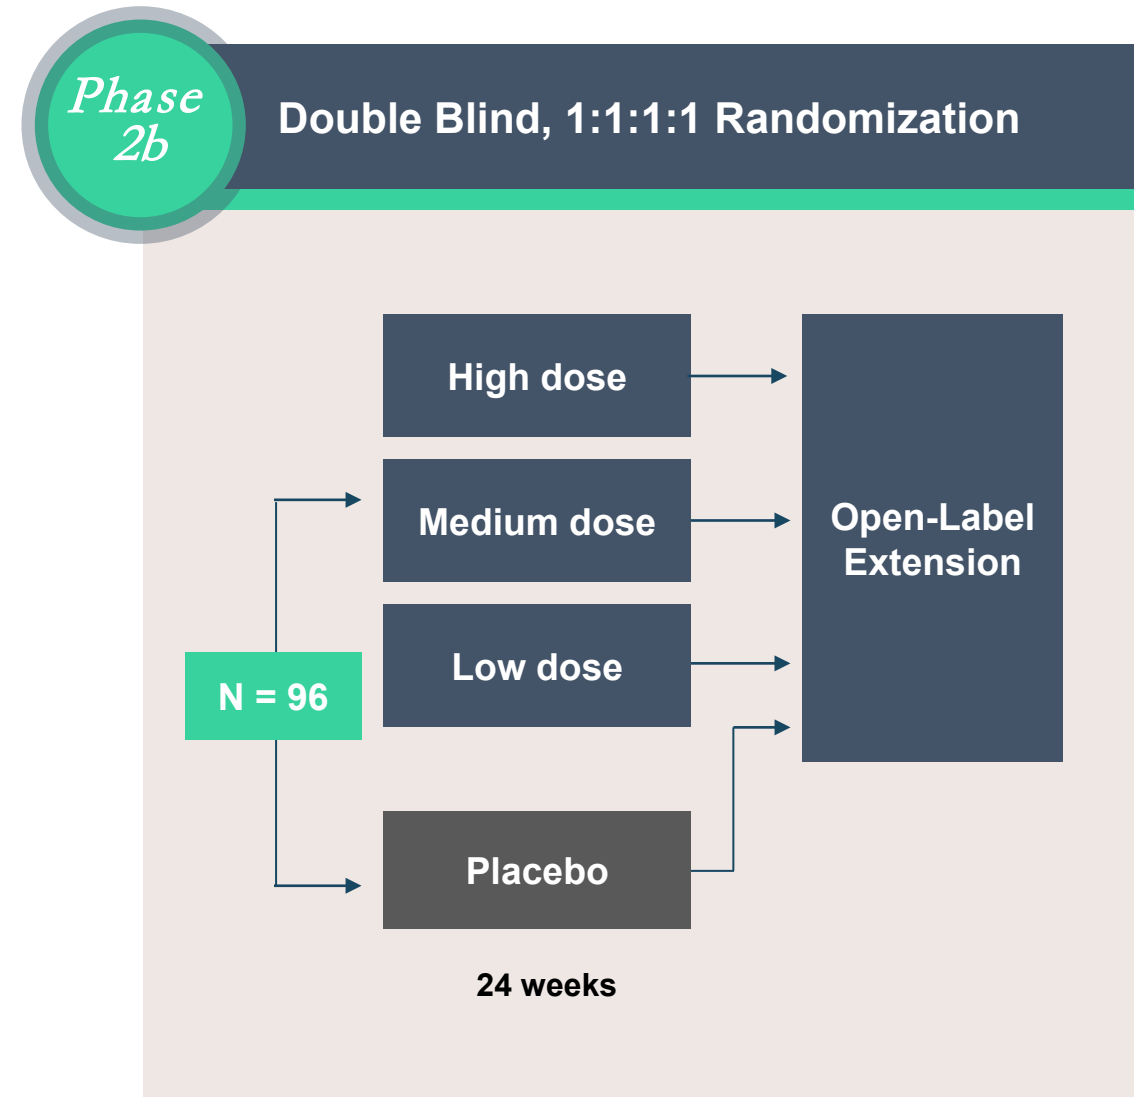 Phase
2b
Double Blind, 1:1:1:1 Randomization
High dose
Medium dose
Low dose
N = 96
Placebo
24 weeks
Open-Label
Extension